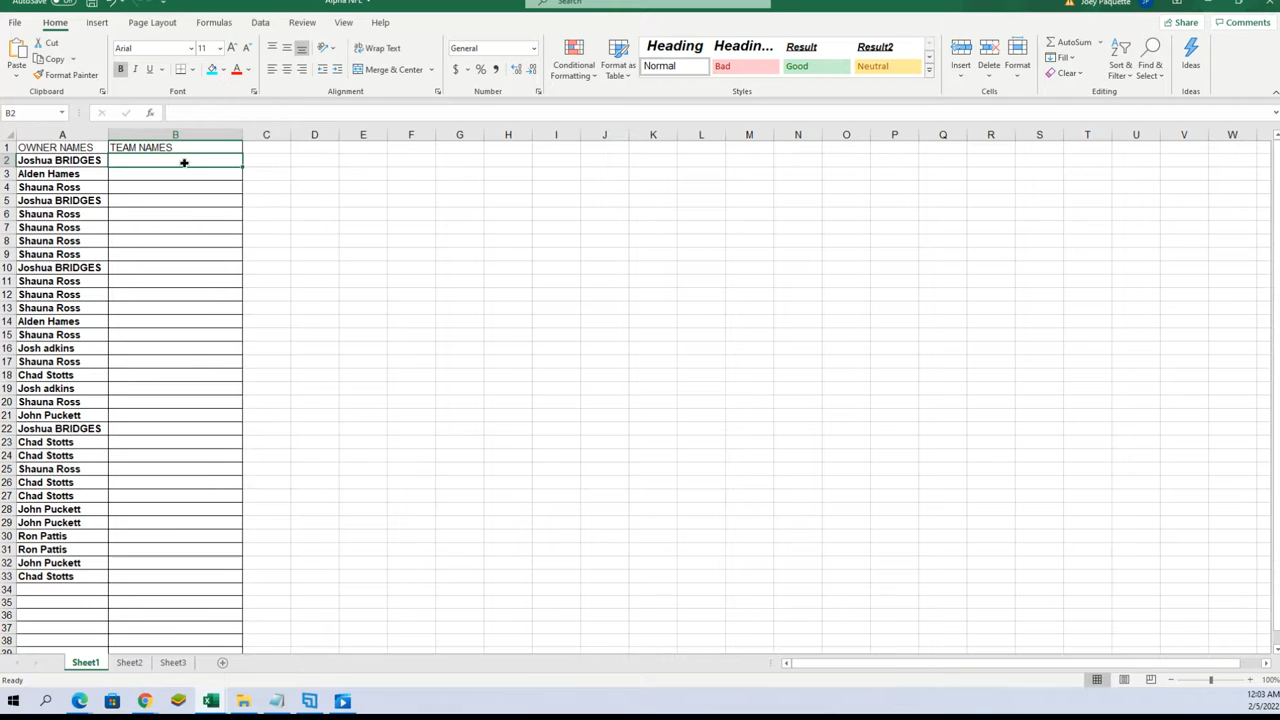 AutoSave Off Alpha NFL Search Joey Paquette JP
File Home Insert Page Layout Formulas Data Review View Help Share Comments
Paste Cut Copy Format Painter Clipboard
Arial 11 A A B I U A Font
Wrap Text Merge & Center Alignment
General $ % Number
Conditional Formatting Format as Table
Heading Headin... Result Result2
Normal Bad Good Neutral
Styles
Insert Delete Format Cells
AutoSum Fill Clear Sort & Filter Find & Select Editing
Ideas Ideas
B2 fx
A B C D E F G H I J K L M N O P Q R S T U V W
1 OWNER NAMES TEAM NAMES
2 Joshua BRIDGES
3 Alden Hames
4 Shauna Ross
5 Joshua BRIDGES
6 Shauna Ross
7 Shauna Ross
8 Shauna Ross
9 Shauna Ross
10 Joshua BRIDGES
11 Shauna Ross
12 Shauna Ross
13 Shauna Ross
14 Alden Hames
15 Shauna Ross
16 Josh adkins
17 Shauna Ross
18 Chad Stotts
19 Josh adkins
20 Shauna Ross
21 John Puckett
22 Joshua BRIDGES
23 Chad Stotts
24 Chad Stotts
25 Shauna Ross
26 Chad Stotts
27 Chad Stotts
28 John Puckett
29 John Puckett
30 Ron Pattis
31 Ron Pattis
32 John Puckett
33 Chad Stotts
34
35
36
37
38
39
Sheet1 Sheet2 Sheet3
Ready 100%
12:03 AM
2/5/2022